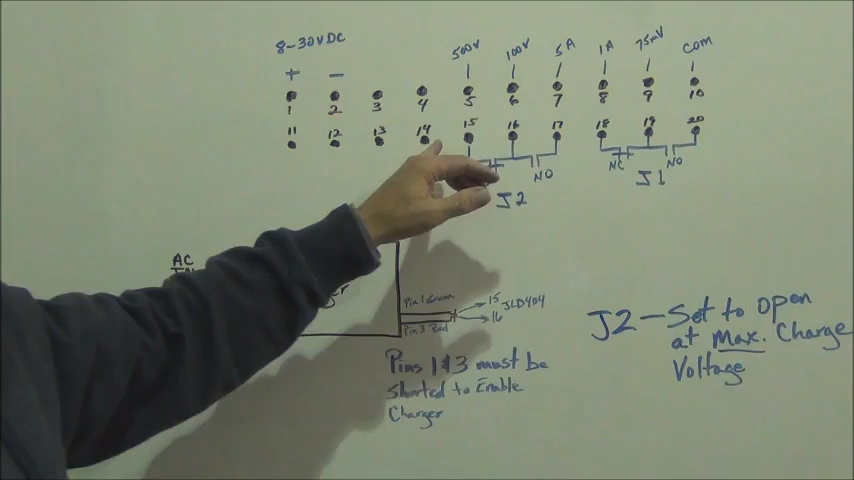 8-30VDC 500V 100V 5A 1A 75mV COM
+ -
1 2 3 4 5 6 7 8 9 10
11 12 13 14 15 16 17 18 19 20
NO NC NO
J2 J1
AC
Pin 1 Green 15 JLD404
Pin 3 Red 16
Pins 1 & 3 must be
Shorted to Enable
Charger
J2 - Set to Open
at Max. Charge
Voltage